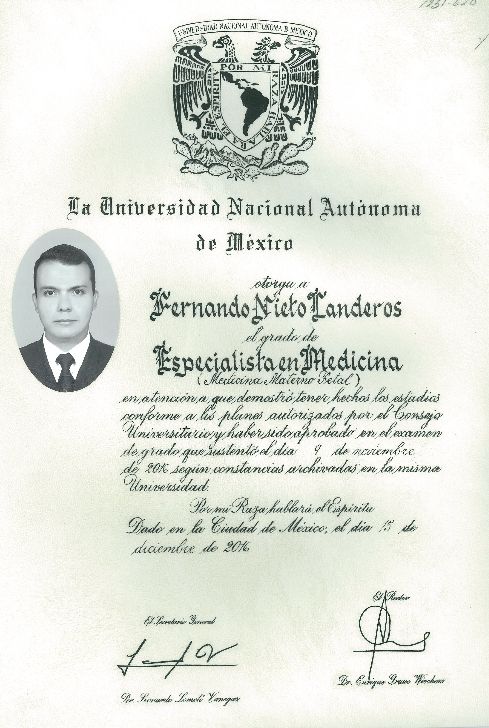 UNIVERSIDAD NACIONAL AUTONOMA DE MEXICO
POR MI RAZA HABLARA EL ESPIRITU
La Universidad Nacional Autónoma
de México
otorga a
Fernando Nieto Landeros
el grado de
Especialista en Medicina
(Medicina Materno Fetal)
en atención a que demostró tener hechos los estudios
conforme a los planes autorizados por el Consejo
Universitario y haber sido aprobado en el examen
de grado que sustentó el día 9 de noviembre
de 2016 según constancias archivadas en la misma
Universidad.
Por mi Raza hablará el Espíritu
Dado en la Ciudad de México, el día 15 de
diciembre de 2016
El Rector
El Secretario General
Dr. Enrique Graue Wiechers
Dr. Leonardo Lomelí Vanegas